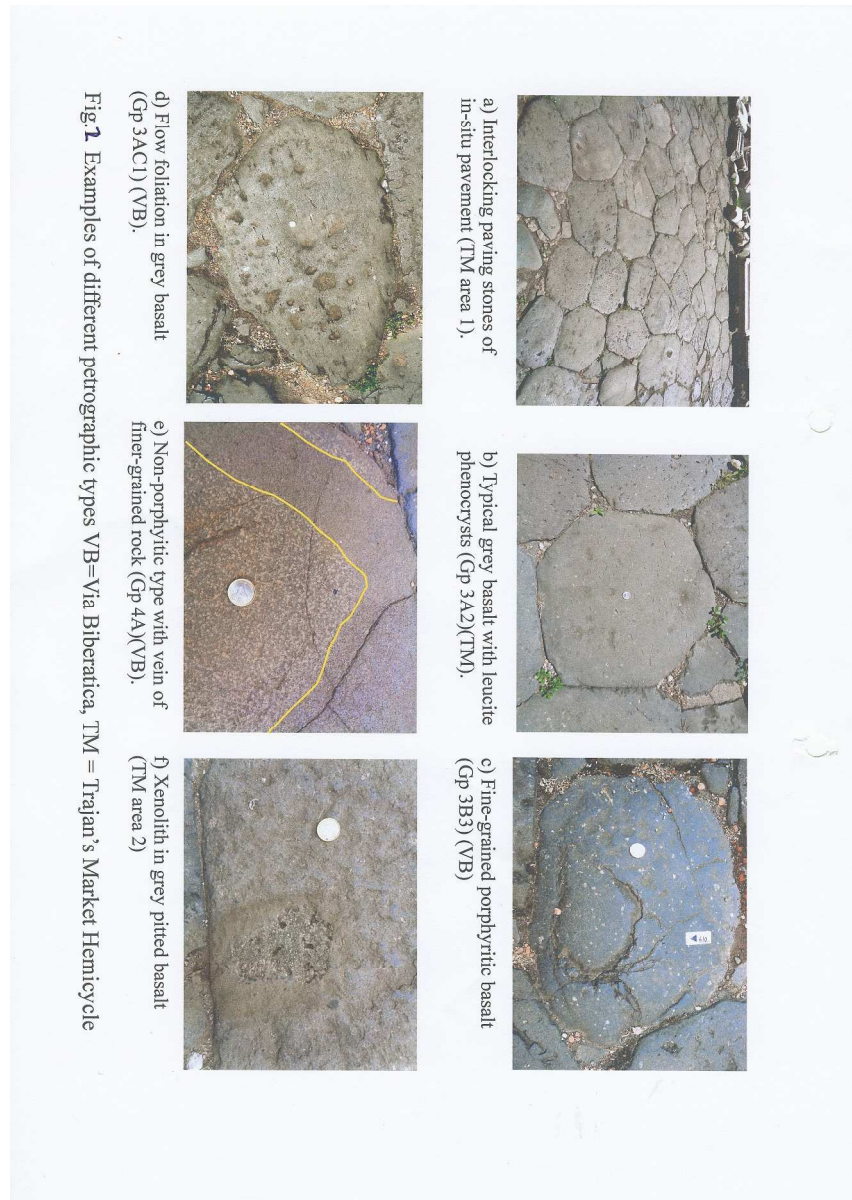 a) Interlocking paving stones of
in-situ pavement (TM area 1).
b) Typical grey basalt with leucite
phenocrysts (Gp 3A2)(TM).
c) Fine-grained porphyritic basalt
(Gp 3B3) (VB)
d) Flow foliation in grey basalt
(Gp 3AC1) (VB).
e) Non-porphyitic type with vein of
finer-grained rock (Gp 4A)(VB).
f) Xenolith in grey pitted basalt
(TM area 2)
Fig.2 Examples of different petrographic types VB=Via Biberatica, TM = Trajan's Market Hemicycle